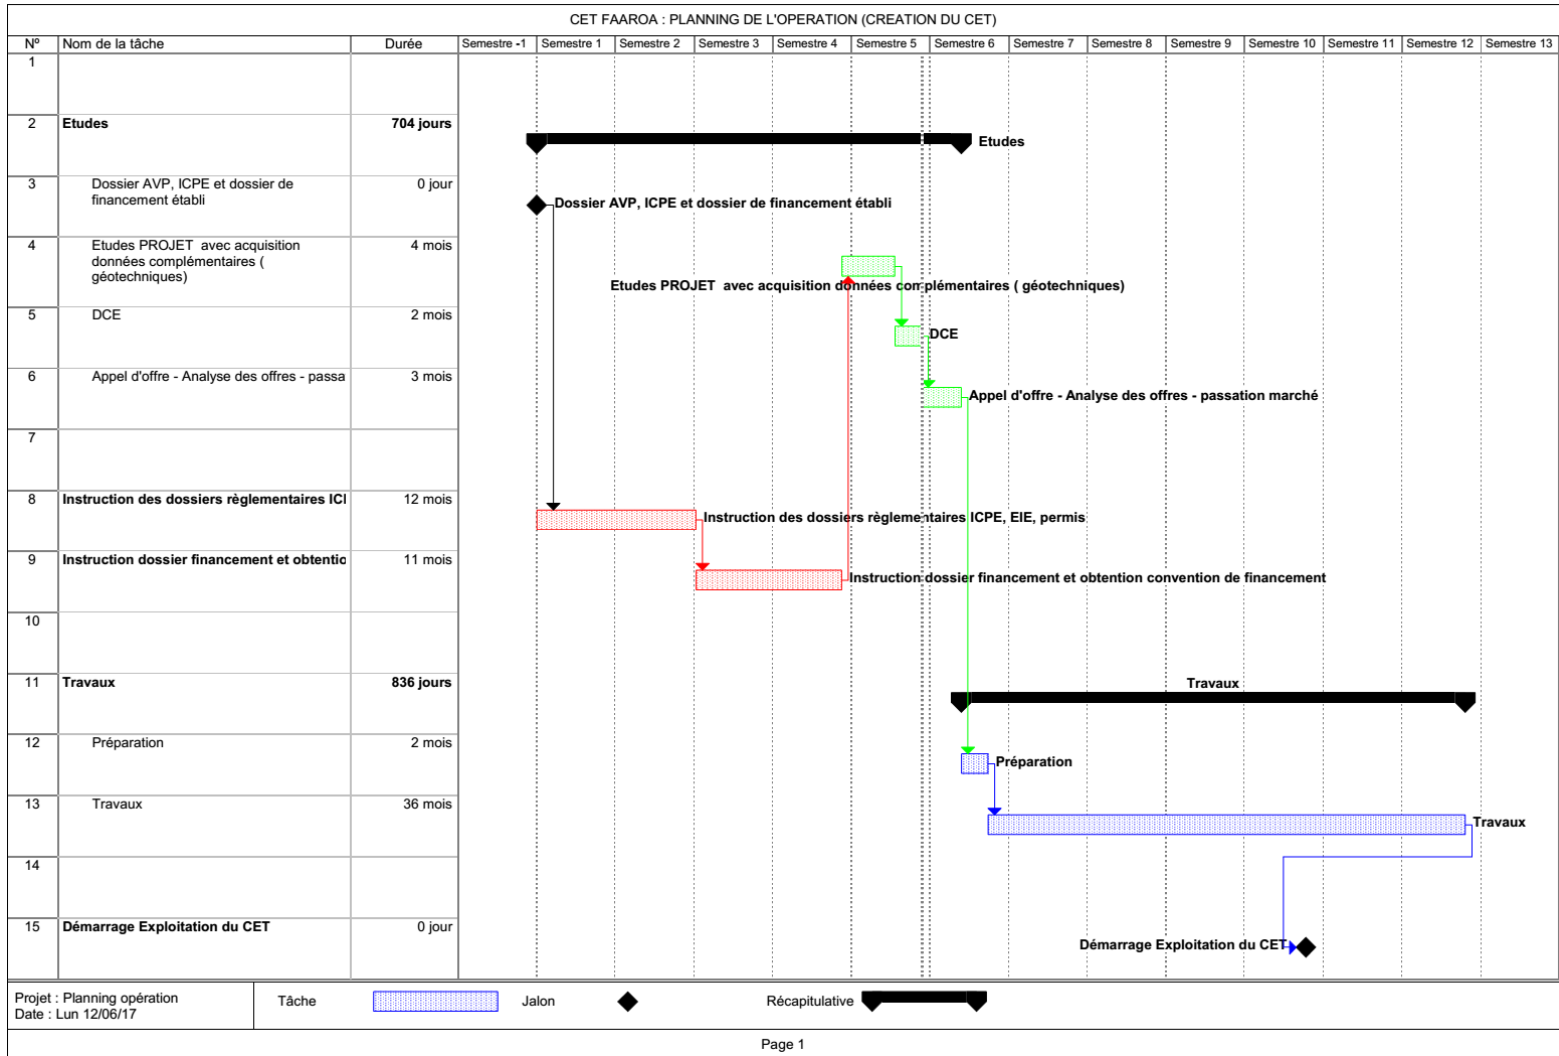 CET FAAROA : PLANNING DE L'OPERATION (CREATION DU CET)
Nº Nom de la tâche Durée Semestre -1 Semestre 1 Semestre 2 Semestre 3 Semestre 4 Semestre 5 Semestre 6 Semestre 7 Semestre 8 Semestre 9 Semestre 10 Semestre 11 Semestre 12 Semestre 13
1
2 Etudes 704 jours
Etudes
3 Dossier AVP, ICPE et dossier de 0 jour
financement établi
Dossier AVP, ICPE et dossier de financement établi
4 Etudes PROJET avec acquisition 4 mois
données complémentaires (
géotechniques)
Etudes PROJET avec acquisition données complémentaires ( géotechniques)
5 DCE 2 mois
DCE
6 Appel d'offre - Analyse des offres - passa 3 mois
Appel d'offre - Analyse des offres - passation marché
7
8 Instruction des dossiers règlementaires ICI 12 mois
Instruction des dossiers règlementaires ICPE, EIE, permis
9 Instruction dossier financement et obtentio 11 mois
Instruction dossier financement et obtention convention de financement
10
11 Travaux 836 jours
Travaux
12 Préparation 2 mois
Préparation
13 Travaux 36 mois
Travaux
14
15 Démarrage Exploitation du CET 0 jour
Démarrage Exploitation du CET
Projet : Planning opération
Date : Lun 12/06/17
Tâche Jalon Récapitulative
Page 1